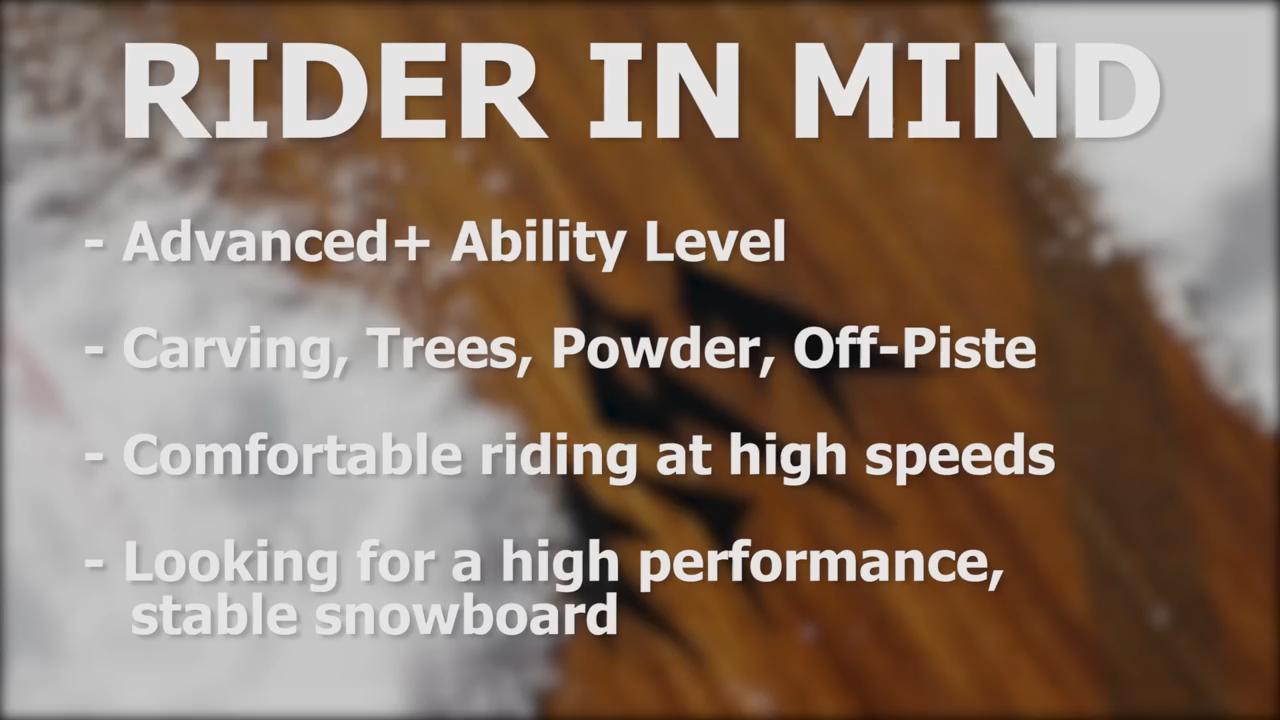 RIDER IN MIND
- Advanced+ Ability Level
- Carving, Trees, Powder, Off-Piste
- Comfortable riding at high speeds
- Looking for a high performance,
stable snowboard